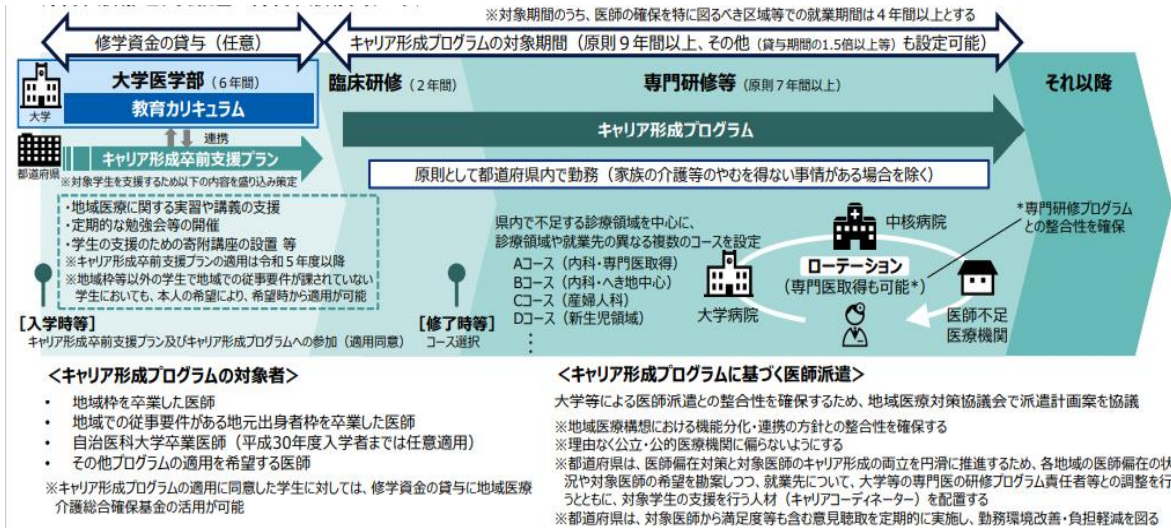 ※対象期間のうち、医師の確保を特に図るべき区域等での就業期間は4年間以上とする
修学資金の貸与（任意）
キャリア形成プログラムの対象期間（原則9年間以上、その他（貸与期間の1.5倍以上等）も設定可能）
大学医学部（6年間）
臨床研修（2年間）
専門研修等（原則7年間以上）
それ以降
大学
教育カリキュラム
連携
キャリア形成プログラム
都道府県
キャリア形成卒前支援プラン
※対象学生を支援するため以下の内容を盛り込み策定
原則として都道府県内で勤務（家族の介護等のやむを得ない事情がある場合を除く）
・地域医療に関する実習や講義の支援
・定期的な勉強会等の開催
・学生の支援のための寄附講座の設置 等
※キャリア形成卒前支援プランの適用は令和5年度以降
※地域枠等以外の学生で地域での従事要件が課されていない
学生においても、本人の希望により、希望時から適用が可能
県内で不足する診療領域を中心に、
診療領域や就業先の異なる複数のコースを設定
Aコース（内科・専門医取得）
Bコース（内科・へき地中心）
Cコース（産婦人科）
Dコース（新生児領域）
⋮
中核病院
*専門研修プログラム
との整合性を確保
ローテーション
（専門医取得も可能*）
大学病院
医師不足
医療機関
[入学時等]
キャリア形成卒前支援プラン及びキャリア形成プログラムへの参加（適用同意）
[修了時等]
コース選択
＜キャリア形成プログラムの対象者＞
• 地域枠を卒業した医師
• 地域での従事要件がある地元出身者枠を卒業した医師
• 自治医科大学卒業医師（平成30年度入学者までは任意適用）
• その他プログラムの適用を希望する医師
※キャリア形成プログラムの適用に同意した学生に対しては、修学資金の貸与に地域医療
介護総合確保基金の活用が可能
＜キャリア形成プログラムに基づく医師派遣＞
大学等による医師派遣との整合性を確保するため、地域医療対策協議会で派遣計画案を協議
※地域医療構想における機能分化・連携の方針との整合性を確保する
※理由なく公立・公的医療機関に偏らないようにする
※都道府県は、医師偏在対策と対象医師のキャリア形成の両立を円滑に推進するため、各地域の医師偏在の状
況や対象医師の希望を勘案しつつ、就業先について、大学等の専門医の研修プログラム責任者等との調整を行
うとともに、対象学生の支援を行う人材（キャリアコーディネーター）を配置する
※都道府県は、対象医師から満足度等も含む意見聴取を定期的に実施し、勤務環境改善・負担軽減を図る